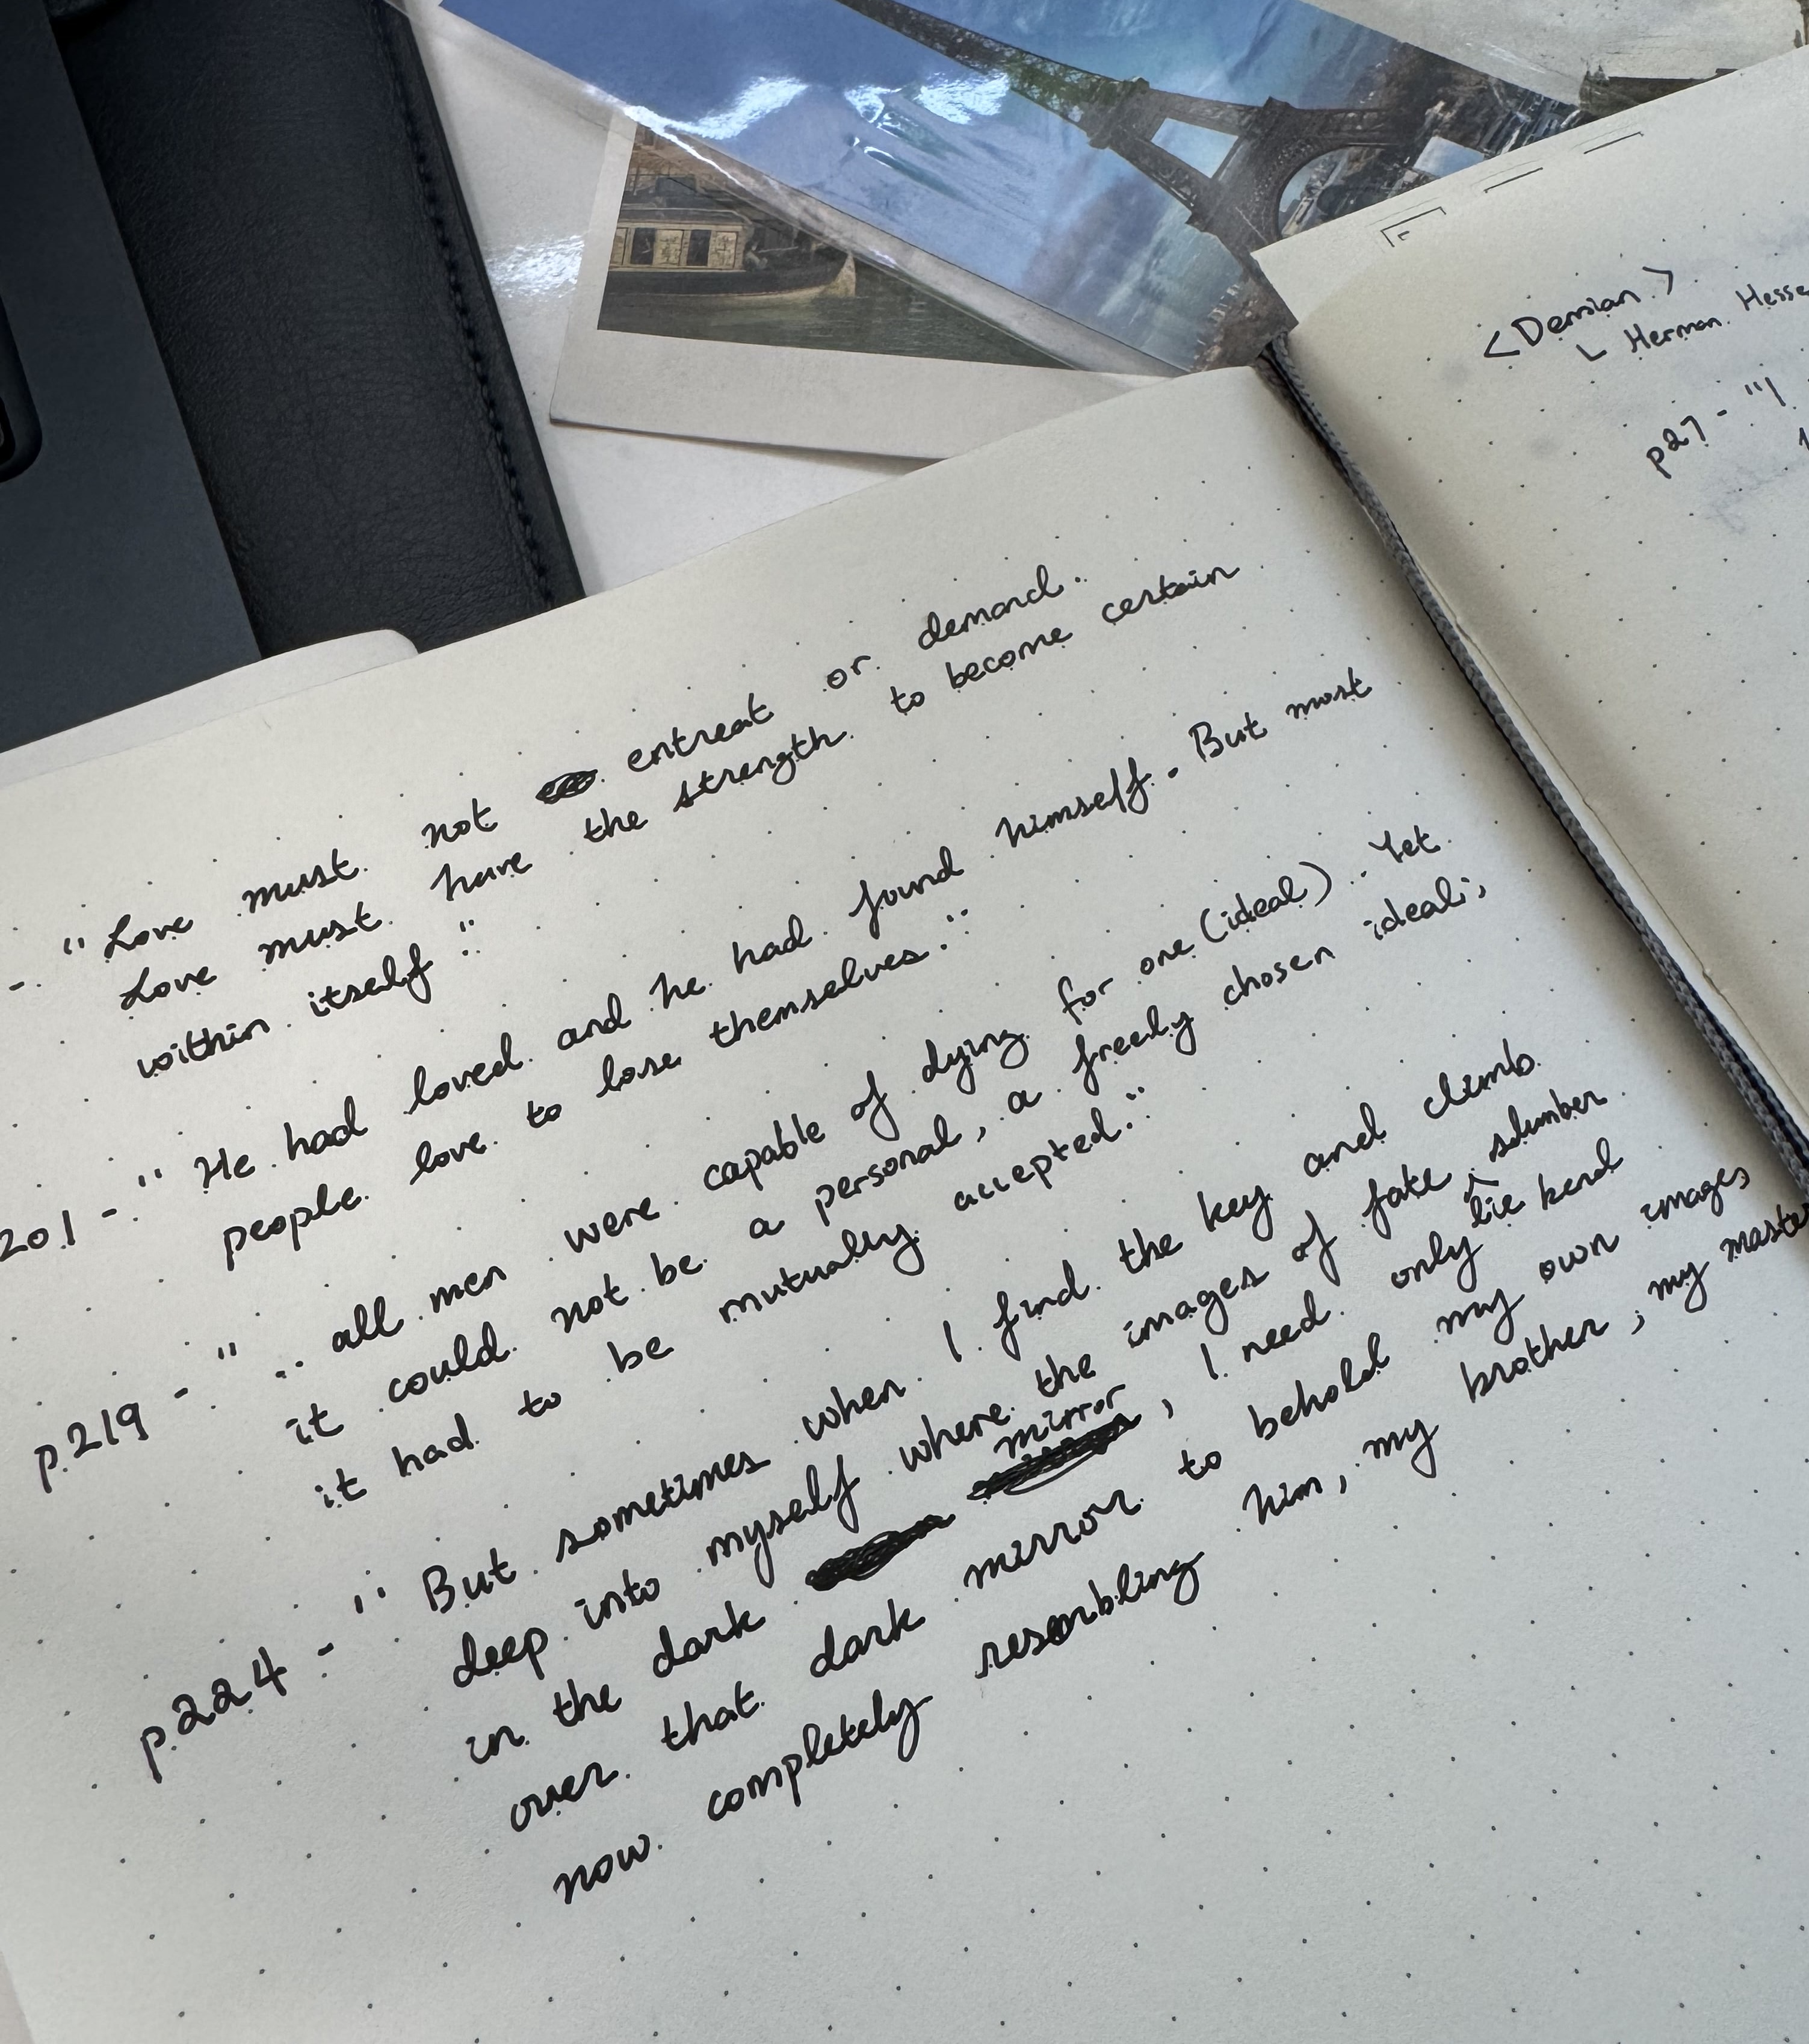 - "Love must not entreat or demand.
Love must have the strength to become certain
within itself."
201 - "He had loved and he had found himself. But most
people love to lose themselves."
p.219 - ".. all men were capable of dying for one (ideal). Yet
it could not be a personal, a freely chosen ideal;
it had to be mutually accepted."
p.224 - "But sometimes when I find the key and climb
deep into myself where the images of fate slumber
in the dark mirror, I need only lie bend
over that dark mirror to behold my own images
now completely resembling him, my brother, my master
<Demian>
Herman Hesse
p27 - "I